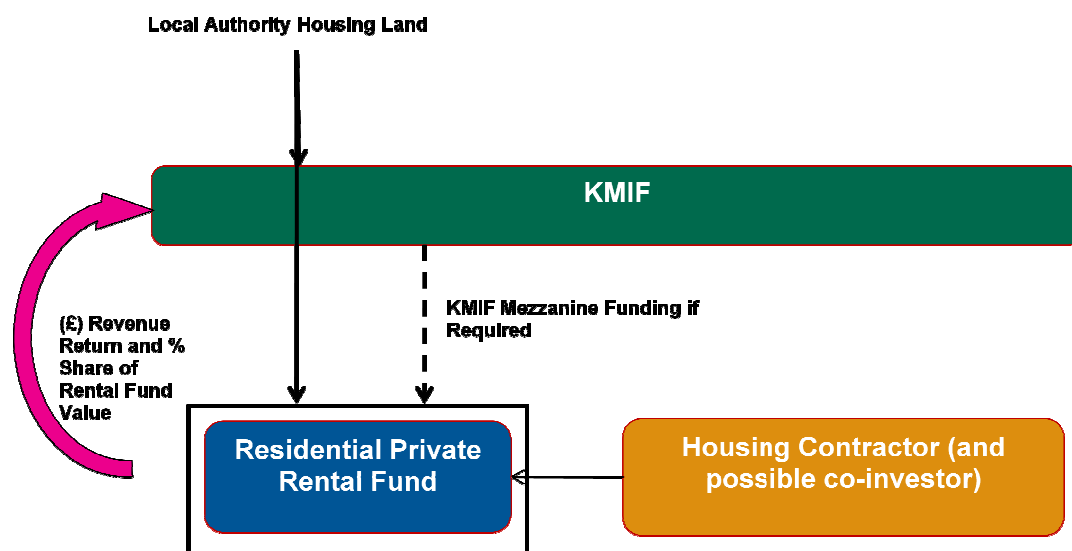 Local Authority Housing Land
KMIF
KMIF Mezzanine Funding if
Required
(£) Revenue
Return and %
Share of
Rental Fund
Value
Residential Private
Rental Fund
Housing Contractor (and
possible co-investor)